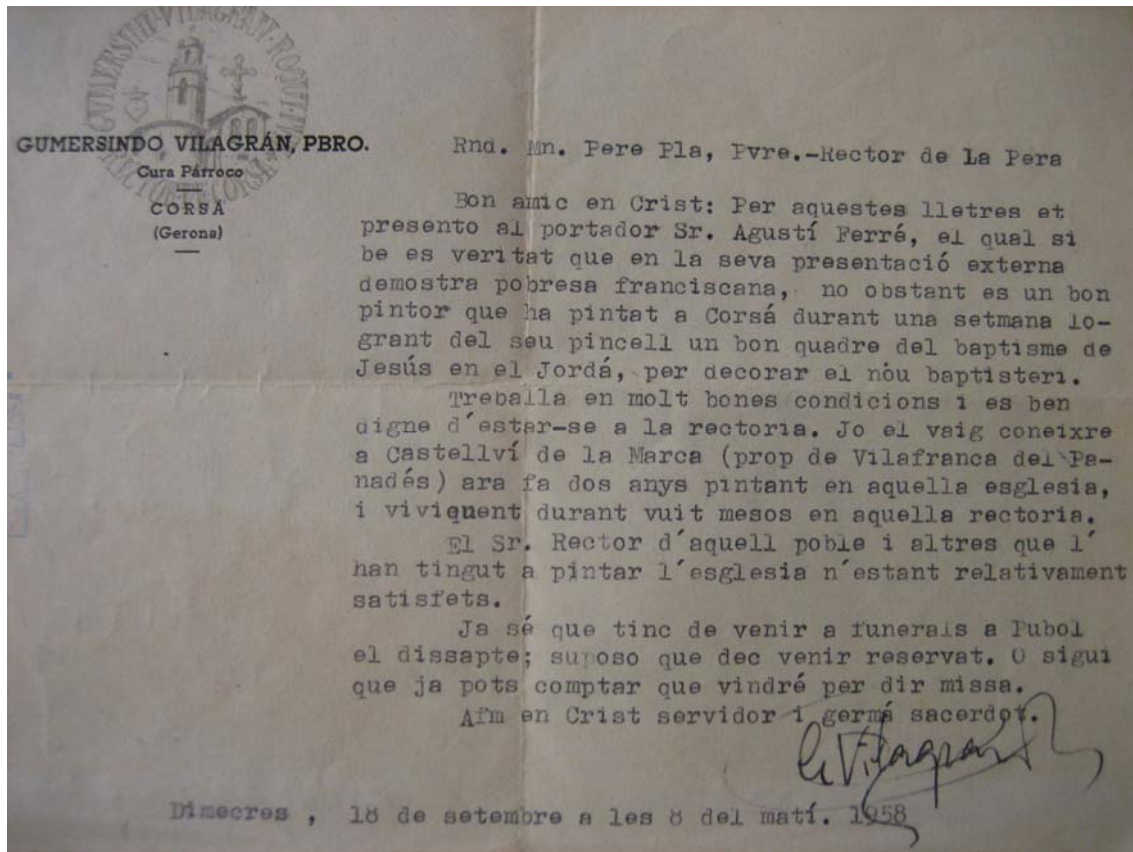 GUMERSINDO VILAGRÁN, PBRO.
Cura Párroco
CORSÁ
(Gerona)
Rnd. Mn. Pere Pla, Pvre.-Rector de La Pera
Bon amic en Crist: Per aquestes lletres et
presento al portador Sr. Agustí Ferré, el qual si
be es veritat que en la seva presentació externa
demostra pobresa franciscana, no obstant es un bon
pintor que ha pintat a Corsá durant una setmana lo-
grant del seu pincell un bon quadre del baptisme de
Jesús en el Jordá, per decorar el nòu baptisteri.
Treballa en molt bones condicions i es ben
digne d'estar-se a la rectoria. Jo el vaig coneixre
a Castellví de la Marca (prop de Vilafranca del Pa-
nadés) ara fa dos anys pintant en aquella esglesia,
i viviquent durant vuit mesos en aquella rectoria.
El Sr. Rector d'aquell poble i altres que l'
han tingut a pintar l'esglesia n'estant relativament
satisfets.
Ja sé que tinc de venir a funerals a Pubol
el dissapte; suposo que dec venir reservat. O sigui
que ja pots comptar que vindré per dir missa.
Afm en Crist servidor i germá sacerdot.
G. Vilagrán
Dimecres , 18 de setembre a les 8 del matí. 1958